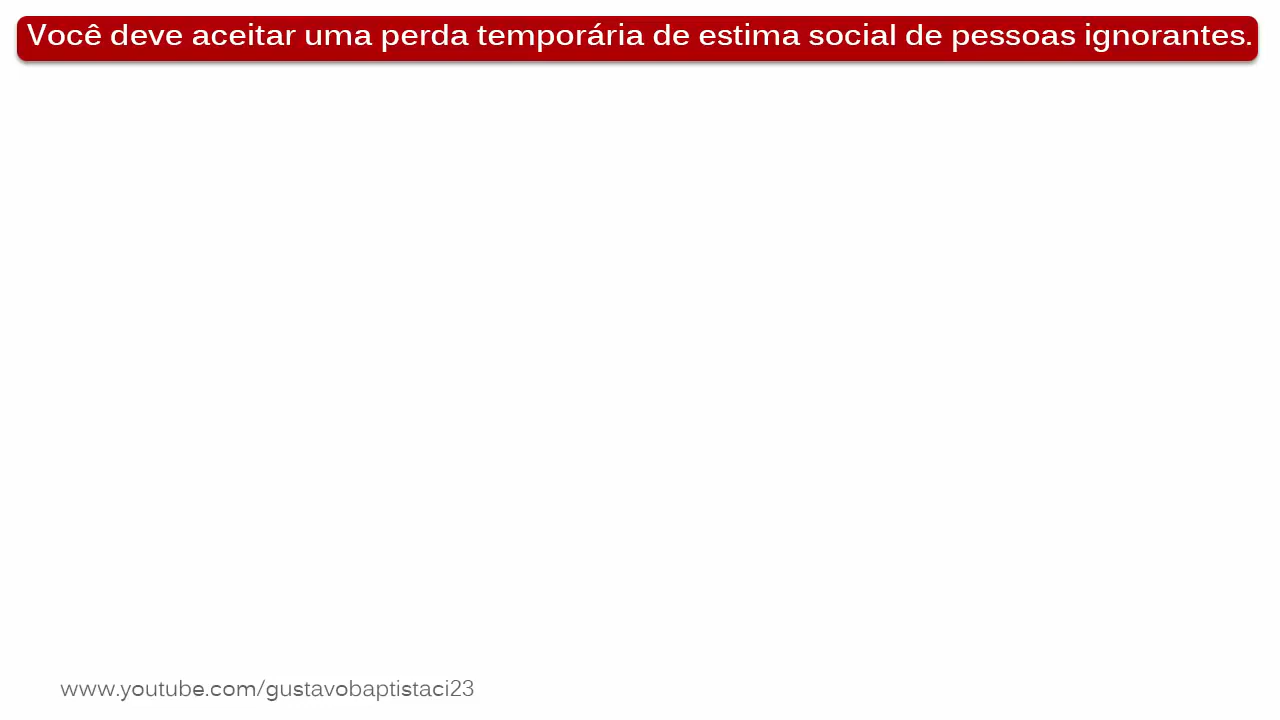 Você deve aceitar uma perda temporária de estima social de pessoas ignorantes.
www.youtube.com/gustavobaptistaci23